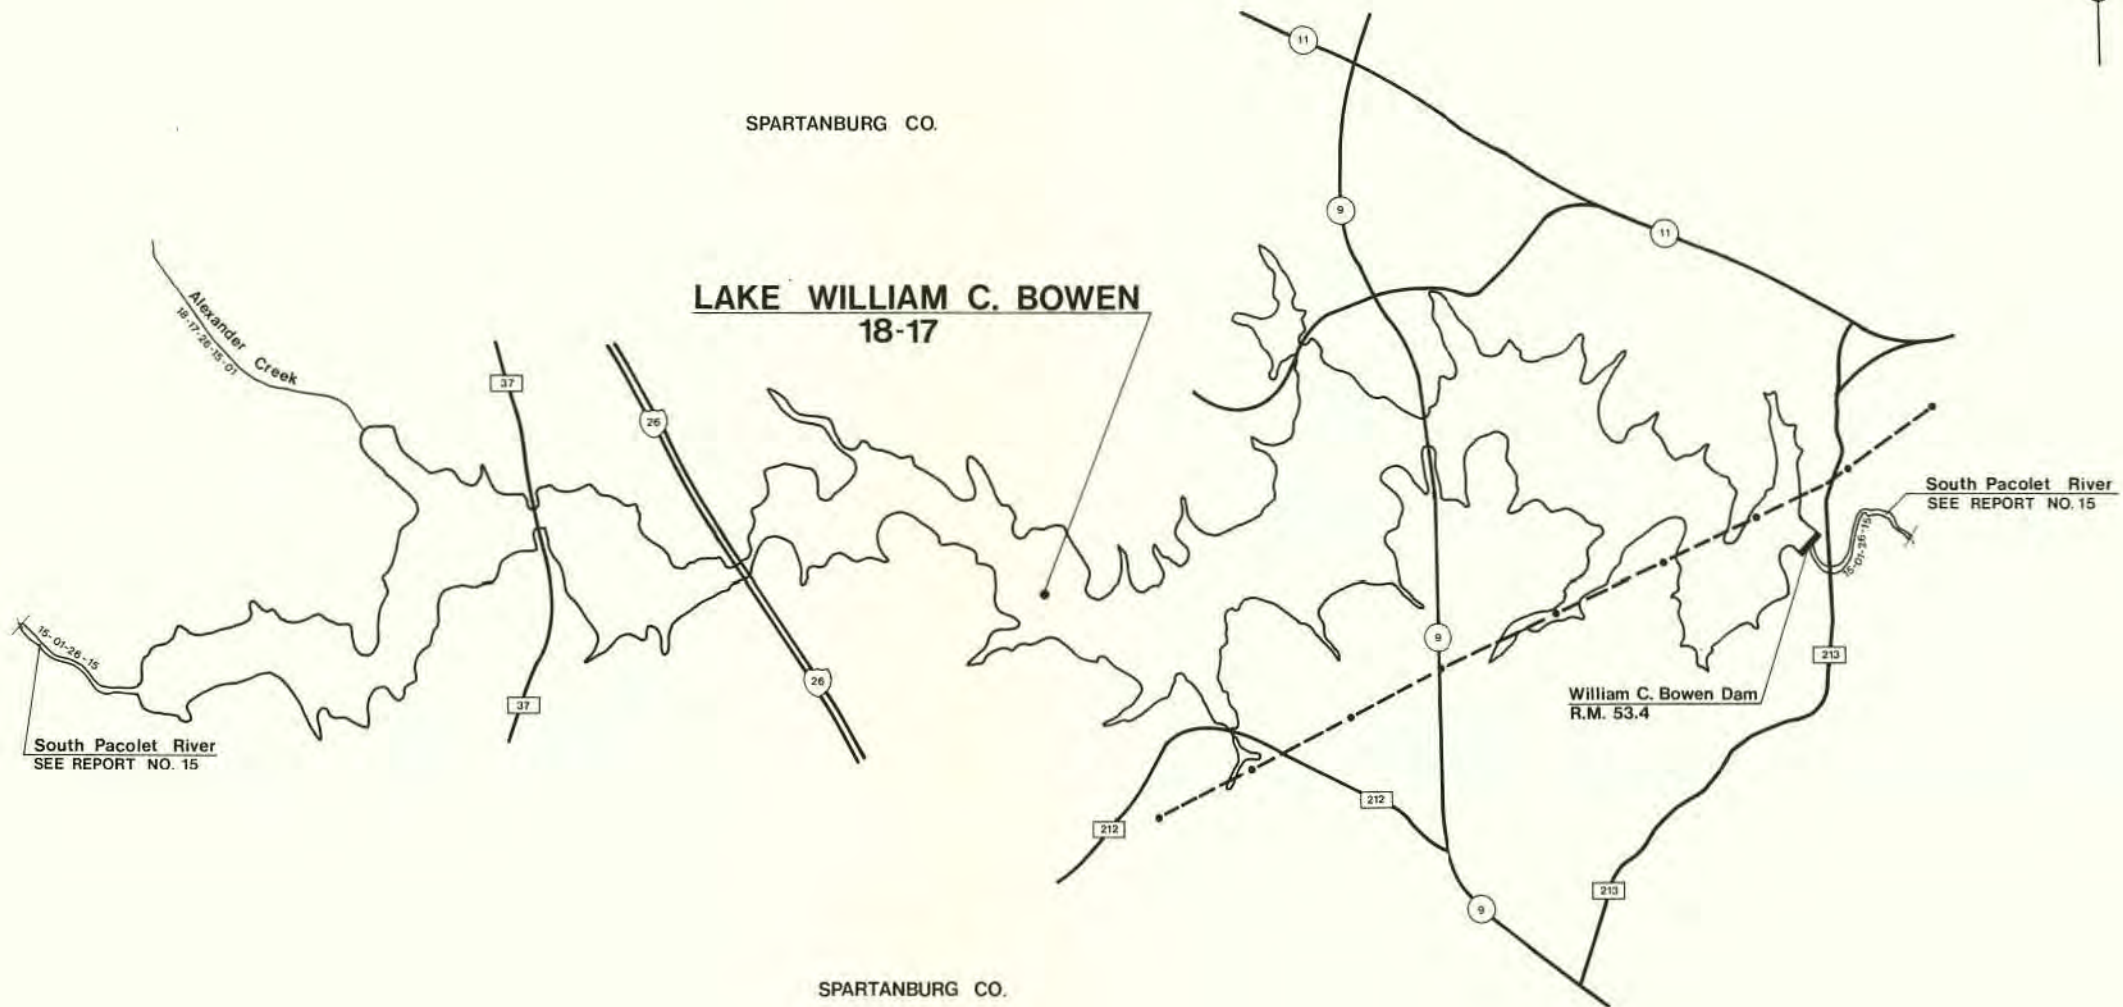 11
SPARTANBURG CO.
9
11
LAKE WILLIAM C. BOWEN
18-17
Alexander Creek
18-17-26-15-01
37
26
South Pacolet River
SEE REPORT NO. 15
15-01-26-15
15-01-26-15
9
213
26
William C. Bowen Dam
R.M. 53.4
37
South Pacolet River
SEE REPORT NO. 15
212
212
213
9
SPARTANBURG CO.